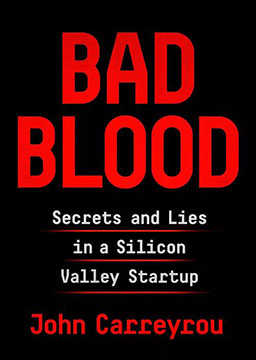 BAD
BLOOD
Secrets and Lies
in a Silicon
Valley Startup
John Carreyrou